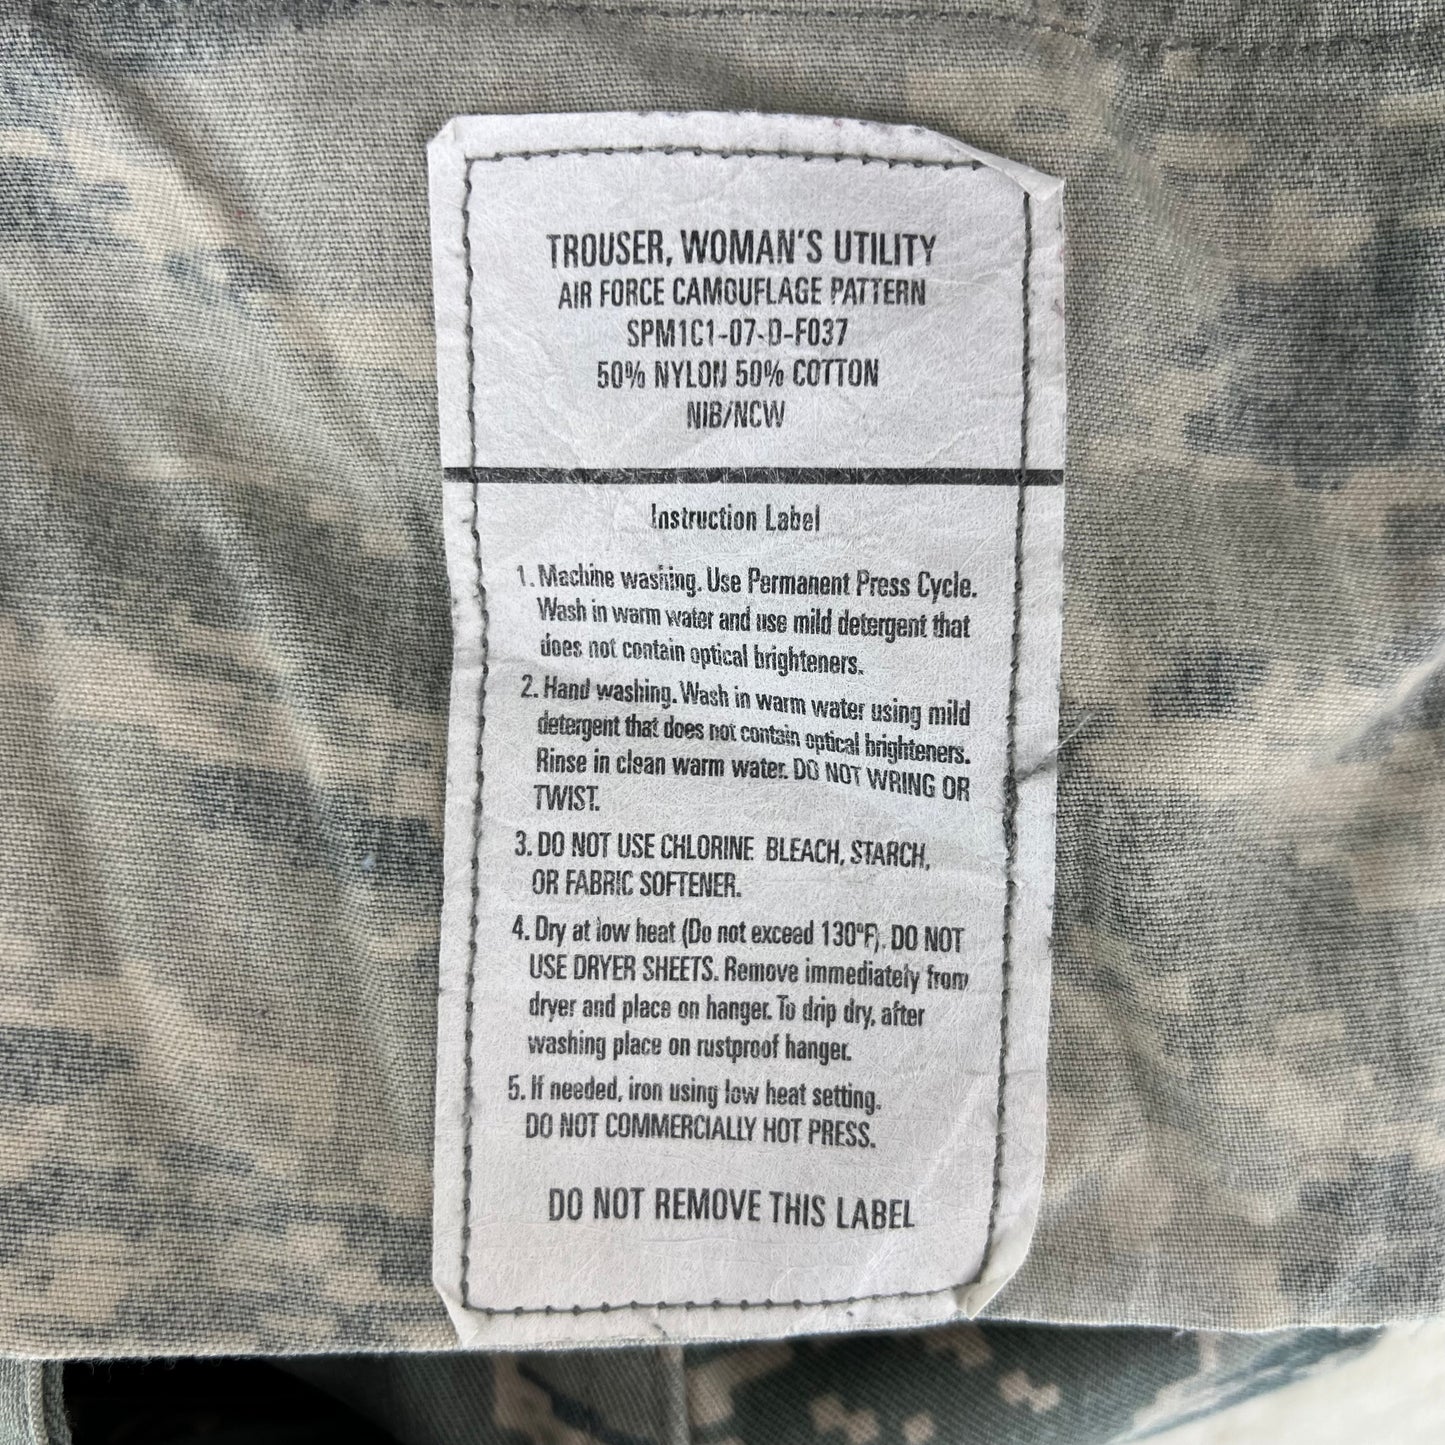 TROUSER, WOMAN'S UTILITY
AIR FORCE CAMOUFLAGE PATTERN
SPM1C1-07-D-F037
50% NYLON 50% COTTON
NIB/NCW
Instruction Label
1. Machine washing. Use Permanent Press Cycle.
Wash in warm water and use mild detergent that
does not contain optical brighteners.
2. Hand washing. Wash in warm water using mild
detergent that does not contain optical brighteners.
Rinse in clean warm water. DO NOT WRING OR
TWIST.
3. DO NOT USE CHLORINE BLEACH, STARCH,
OR FABRIC SOFTENER.
4. Dry at low heat (Do not exceed 130°F). DO NOT
USE DRYER SHEETS. Remove immediately from
dryer and place on hanger. To drip dry, after
washing place on rustproof hanger.
5. If needed, iron using low heat setting.
DO NOT COMMERCIALLY HOT PRESS.
DO NOT REMOVE THIS LABEL